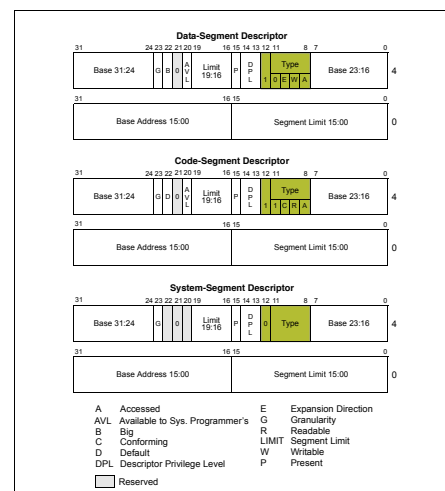 Data-Segment Descriptor
31 24 23 22 21 20 19 16 15 14 13 12 11 8 7 0
Base 31:24 G B 0 A V L Limit 19:16 P D P L 1 0 E W A Type Base 23:16 4
31 16 15 0
Base Address 15:00 Segment Limit 15:00 0
Code-Segment Descriptor
31 24 23 22 21 20 19 16 15 14 13 12 11 8 7 0
Base 31:24 G D 0 A V L Limit 19:16 P D P L 1 1 C R A Type Base 23:16 4
31 16 15 0
Base Address 15:00 Segment Limit 15:00 0
System-Segment Descriptor
31 24 23 22 21 20 19 16 15 14 13 12 11 8 7 0
Base 31:24 G 0 Limit 19:16 P D P L 0 Type Base 23:16 4
31 16 15 0
Base Address 15:00 Segment Limit 15:00 0
A Accessed E Expansion Direction
AVL Available to Sys. Programmer's G Granularity
B Big R Readable
C Conforming LIMIT Segment Limit
D Default W Writable
DPL Descriptor Privilege Level P Present
Reserved